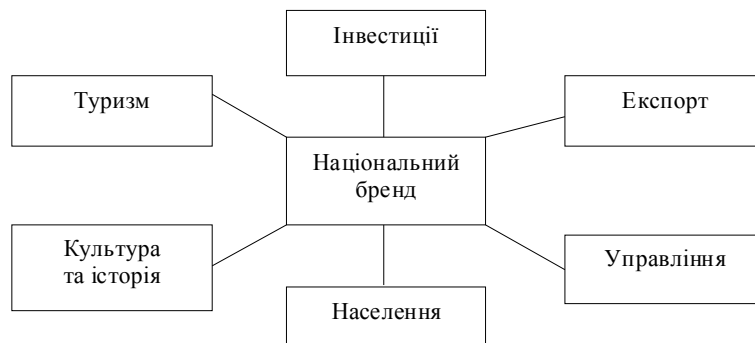 Інвестиції
Туризм
Експорт
Національний
бренд
Культура
та історія
Управління
Населення